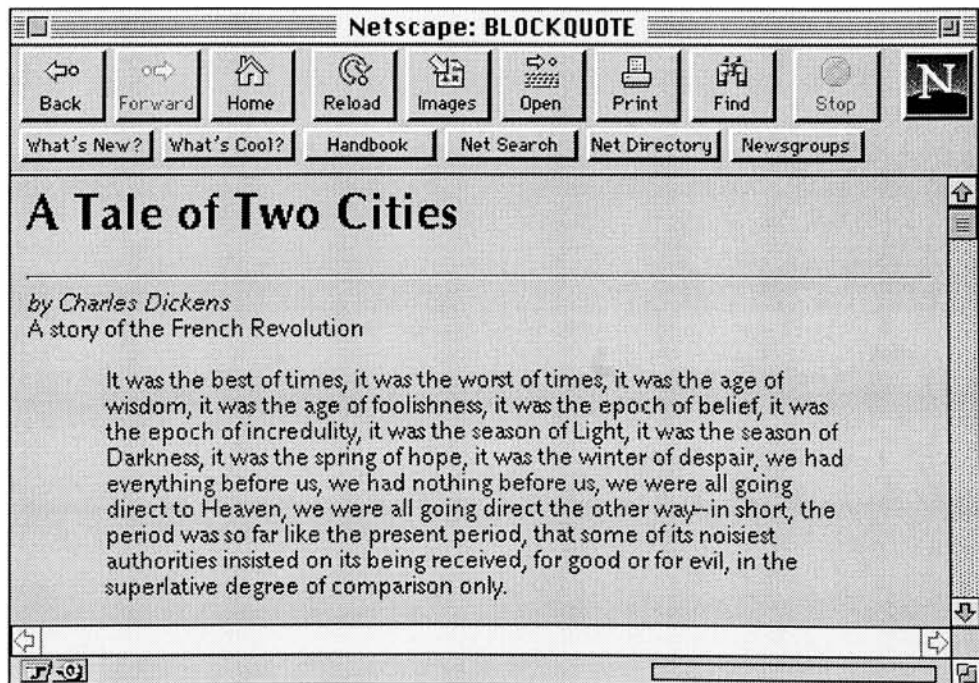 Netscape: BLOCKQUOTE
Back Forward Home Reload Images Open Print Find Stop N
What's New? What's Cool? Handbook Net Search Net Directory Newsgroups
A Tale of Two Cities
by Charles Dickens
A story of the French Revolution
It was the best of times, it was the worst of times, it was the age of
wisdom, it was the age of foolishness, it was the epoch of belief, it was
the epoch of incredulity, it was the season of Light, it was the season of
Darkness, it was the spring of hope, it was the winter of despair, we had
everything before us, we had nothing before us, we were all going
direct to Heaven, we were all going direct the other way--in short, the
period was so far like the present period, that some of its noisiest
authorities insisted on its being received, for good or for evil, in the
superlative degree of comparison only.